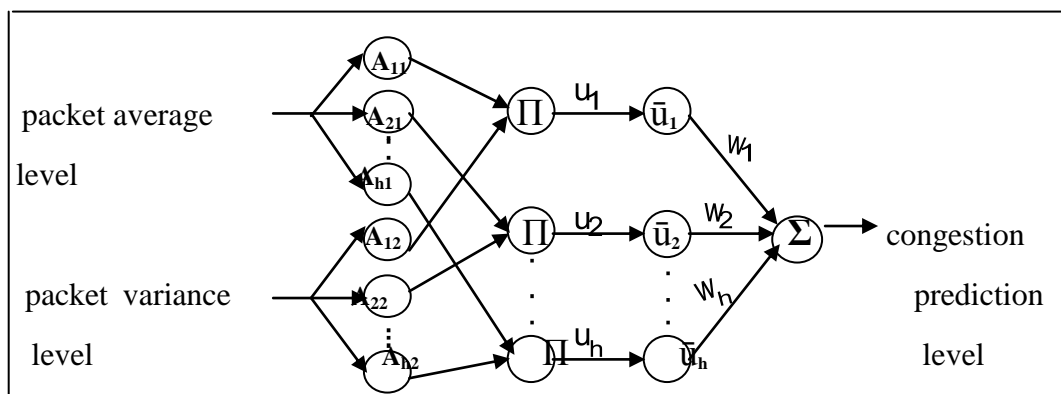 packet average
level
packet variance
level
A11
A21
Ah1
A12
A22
Ah2
Π
Π
Π
u1
u2
uh
ū1
ū2
ūh
w1
w2
wh
Σ
congestion
prediction
level